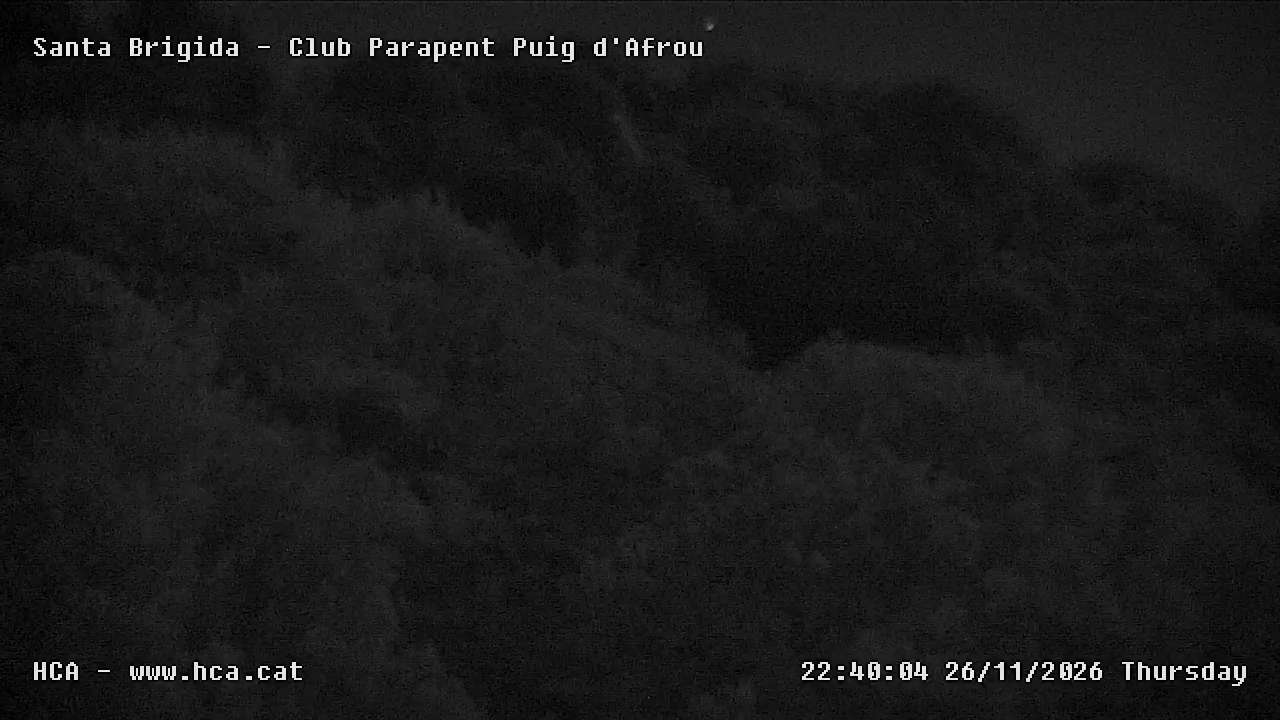 Santa Brigida - Club Parapent Puig d'Afrou
HCA - www.hca.cat
22:40:04 26/11/2026 Thursday